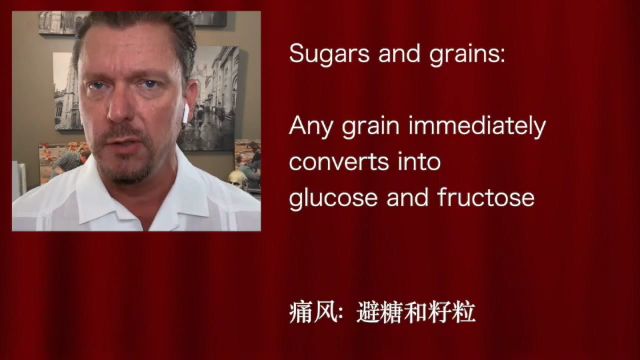 Sugars and grains:
Any grain immediately
converts into
glucose and fructose
痛风: 避糖和籽粒